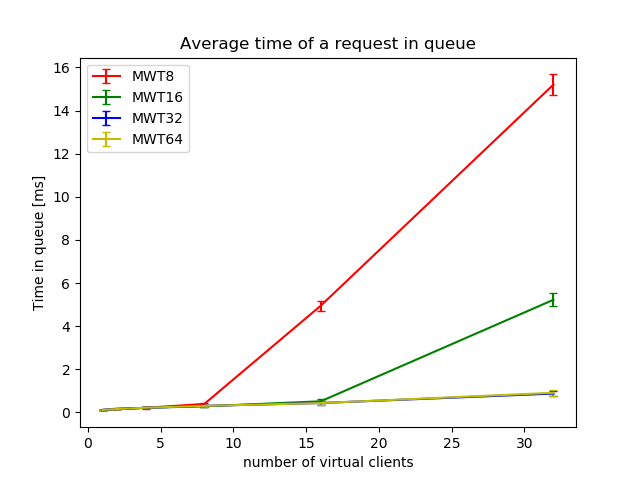 Average time of a request in queue
MWT8
MWT16
MWT32
MWT64
Time in queue [ms]
16
14
12
10
8
6
4
2
0
0 5 10 15 20 25 30
number of virtual clients